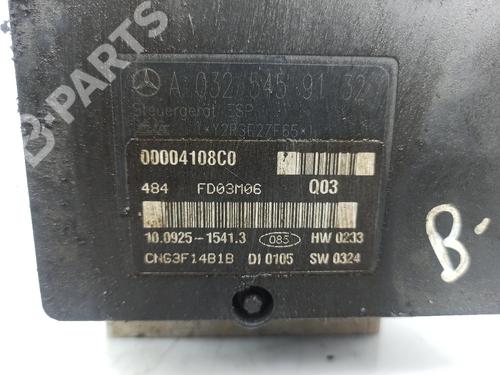 A 032 545 91 32
Steuergerät ESP
00004108C0
484 FD03M06 Q03
10.0925-1541.3 085 HW 0233
CNG3F14B1B DI 0105 SW 0324
B-
B-PARTS